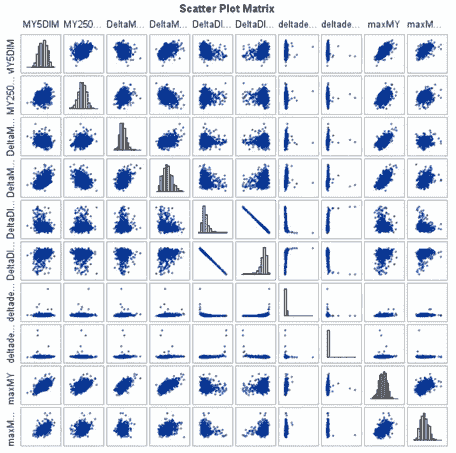 Scatter Plot Matrix
MY5DIM MY250... DeltaM... DeltaM... DeltaDI... DeltaDI... deltade... deltade... maxMY maxM...
MY5DIM
MY250...
DeltaM...
DeltaM...
DeltaDI...
DeltaDI...
deltade...
deltade...
maxMY
maxM...